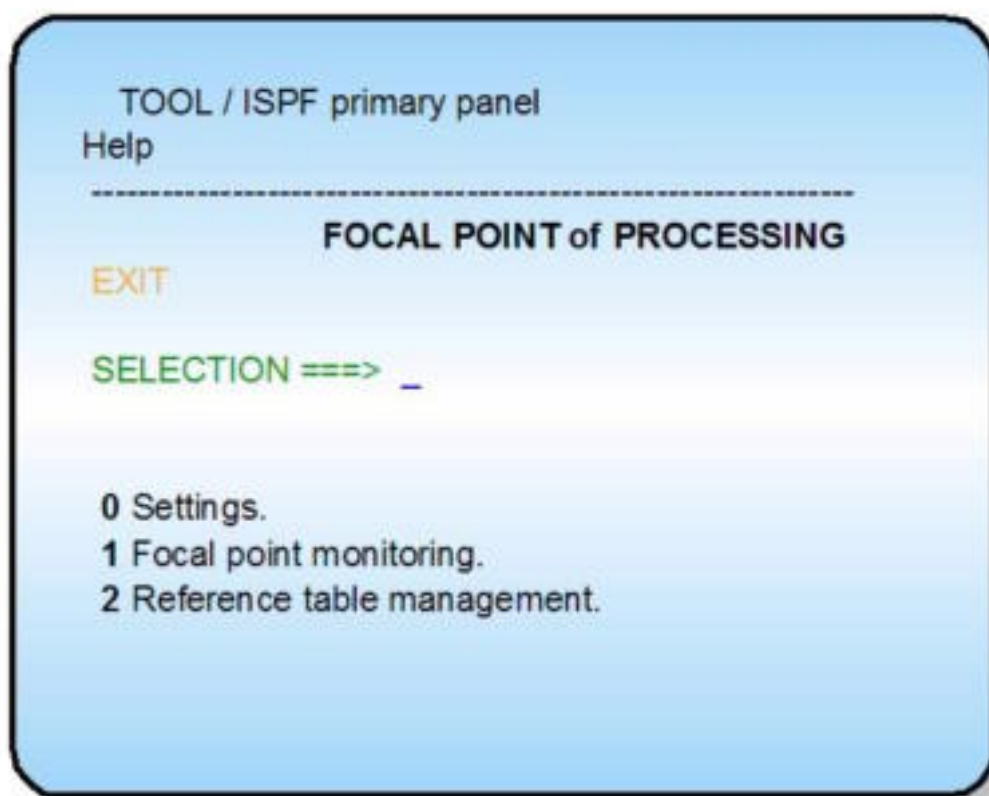 TOOL / ISPF primary panel
Help
----------------------------------------------------------------
FOCAL POINT of PROCESSING
EXIT
SELECTION ===> _
0 Settings.
1 Focal point monitoring.
2 Reference table management.